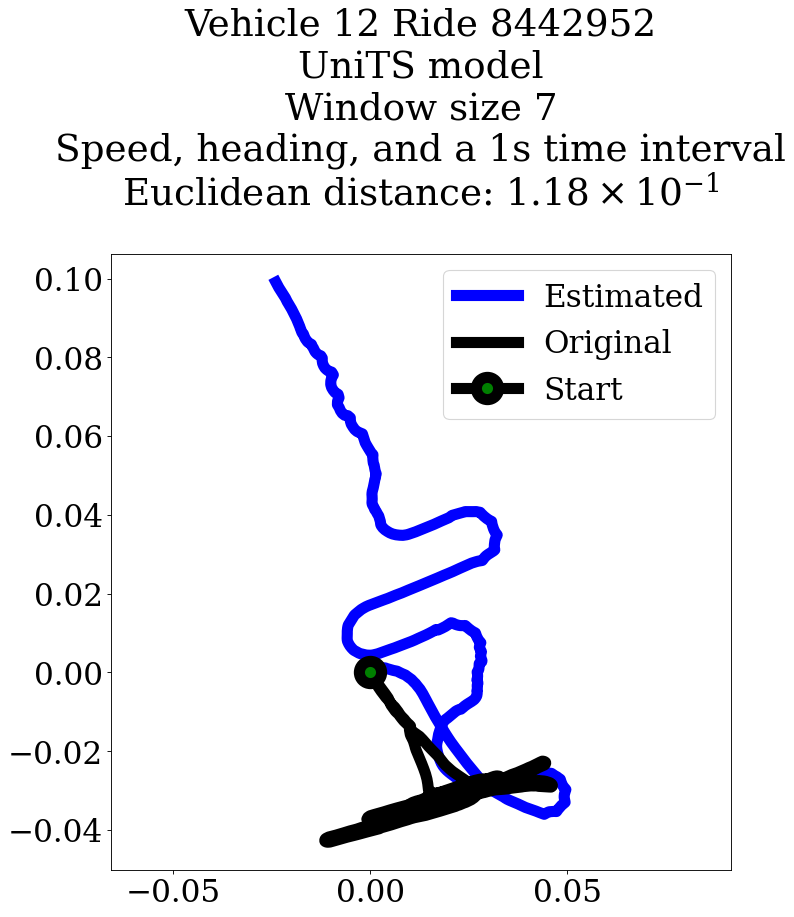 Vehicle 12 Ride 8442952
UniTS model
Window size 7
Speed, heading, and a 1s time interval
Euclidean distance: 1.18 × 10⁻¹
Estimated
Original
Start
0.10
0.08
0.06
0.04
0.02
0.00
−0.02
−0.04
−0.05 0.00 0.05